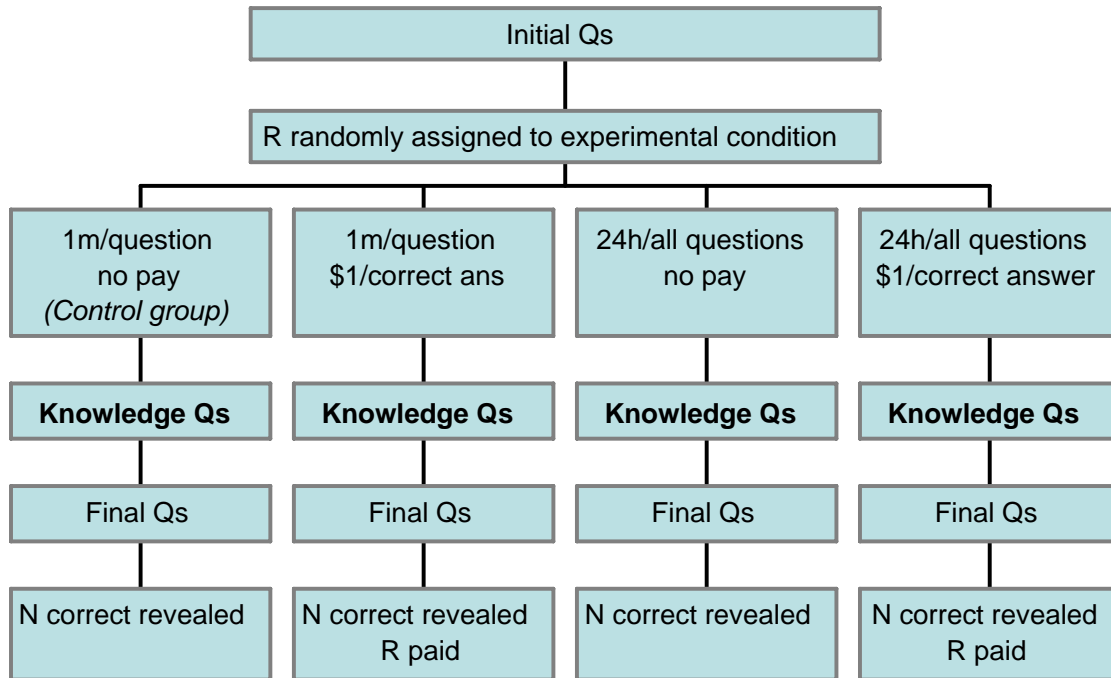 Initial Qs
R randomly assigned to experimental condition
1m/question
no pay
(Control group)
1m/question
$1/correct ans
24h/all questions
no pay
24h/all questions
$1/correct answer
Knowledge Qs
Knowledge Qs
Knowledge Qs
Knowledge Qs
Final Qs
Final Qs
Final Qs
Final Qs
N correct revealed
N correct revealed
R paid
N correct revealed
N correct revealed
R paid